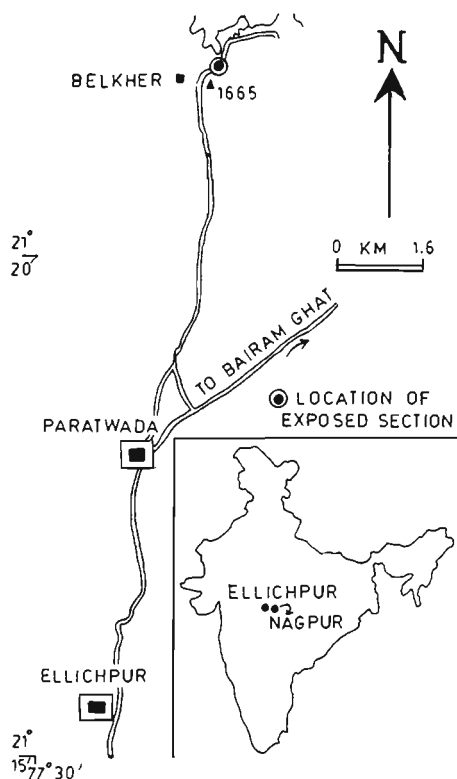 N
BELKHER
▲ 1665
21°
20'
0 KM 1.6
TO BAIRAM GHAT
LOCATION OF
EXPOSED SECTION
PARATWADA
ELLICHPUR
NAGPUR
ELLICHPUR
21°
15'
77° 30'